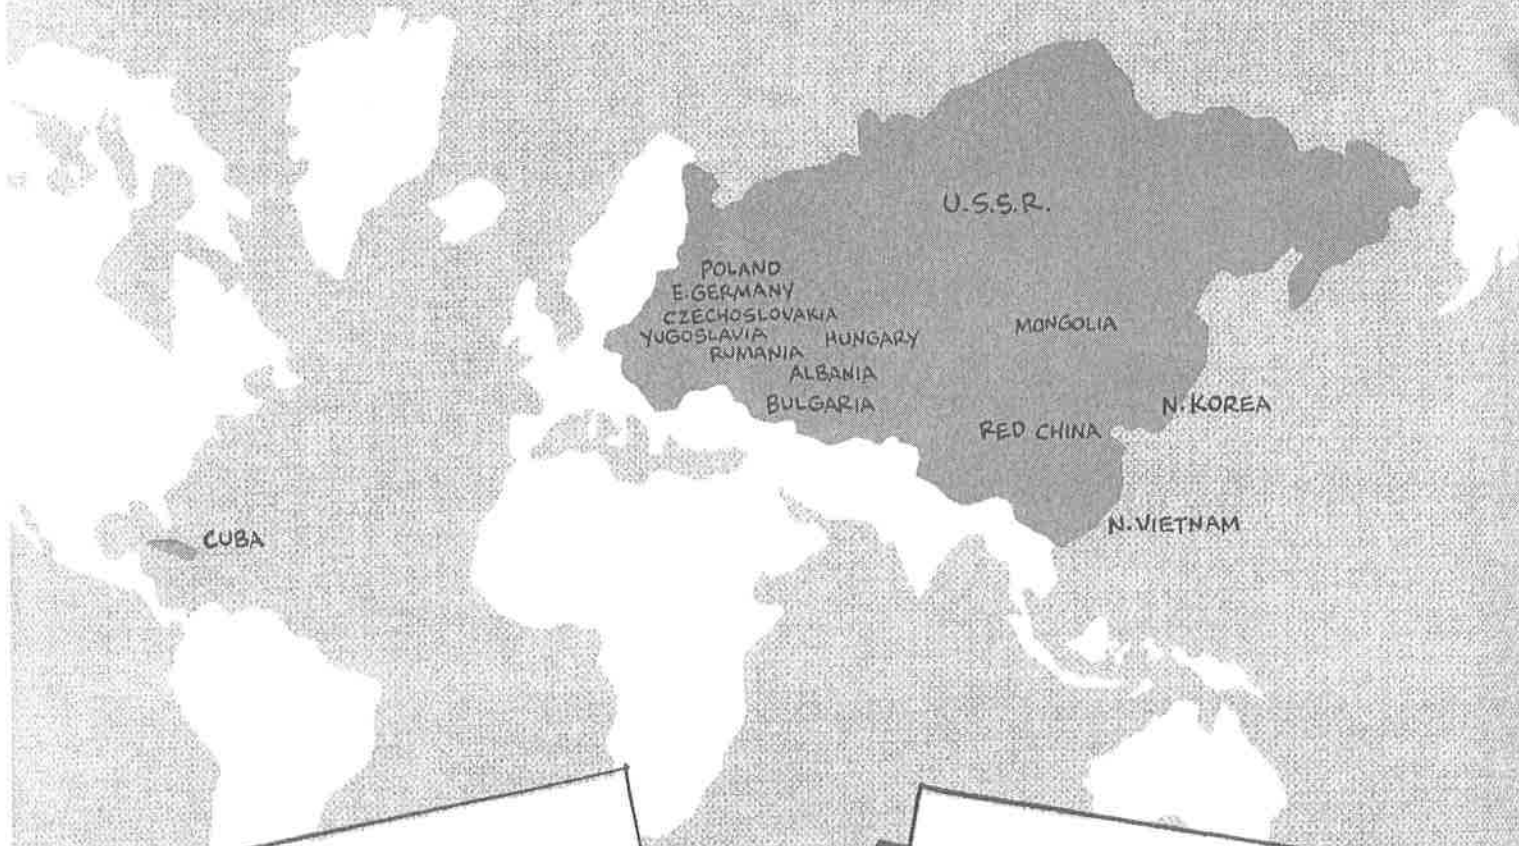 U.S.S.R.
POLAND
E. GERMANY
CZECHOSLOVAKIA
YUGOSLAVIA
HUNGARY
RUMANIA
MONGOLIA
ALBANIA
BULGARIA
N. KOREA
RED CHINA
N. VIETNAM
CUBA